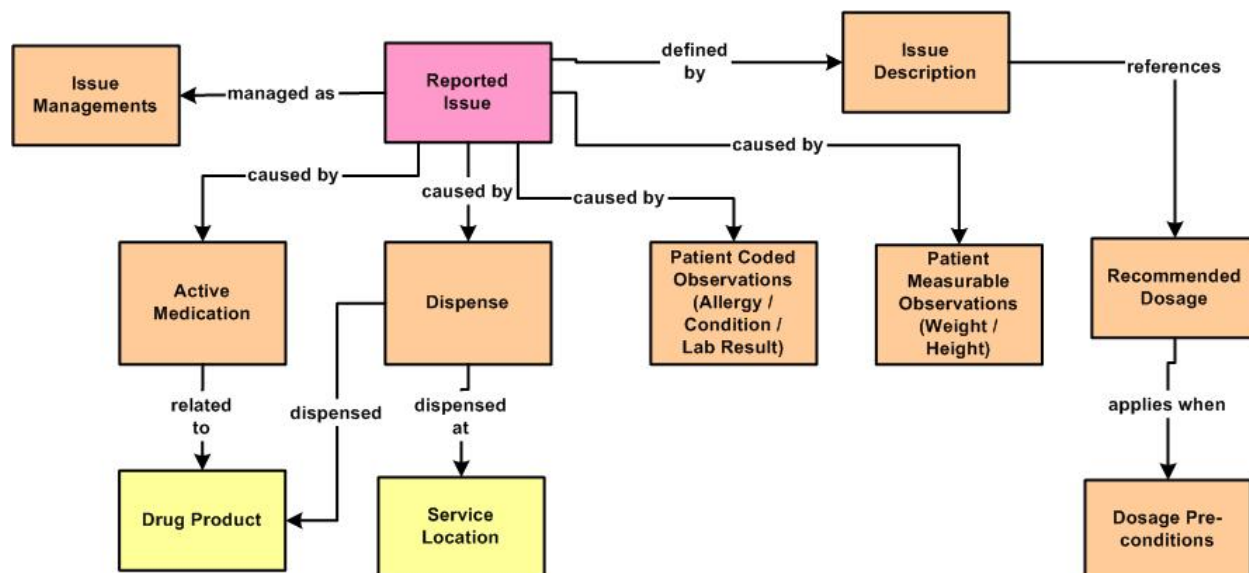 Issue
Managements
managed as
Reported
Issue
defined
by
Issue
Description
references
caused by
caused by
caused by
caused by
Active
Medication
Dispense
Patient Coded
Observations
(Allergy /
Condition /
Lab Result)
Patient
Measurable
Observations
(Weight /
Height)
Recommended
Dosage
related
to
dispensed
dispensed
at
applies when
Drug Product
Service
Location
Dosage Pre-
conditions